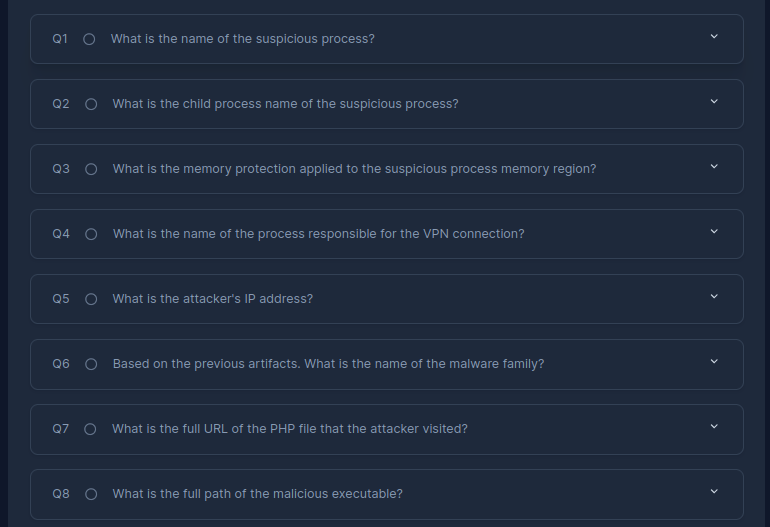 Q1 What is the name of the suspicious process?
Q2 What is the child process name of the suspicious process?
Q3 What is the memory protection applied to the suspicious process memory region?
Q4 What is the name of the process responsible for the VPN connection?
Q5 What is the attacker's IP address?
Q6 Based on the previous artifacts. What is the name of the malware family?
Q7 What is the full URL of the PHP file that the attacker visited?
Q8 What is the full path of the malicious executable?